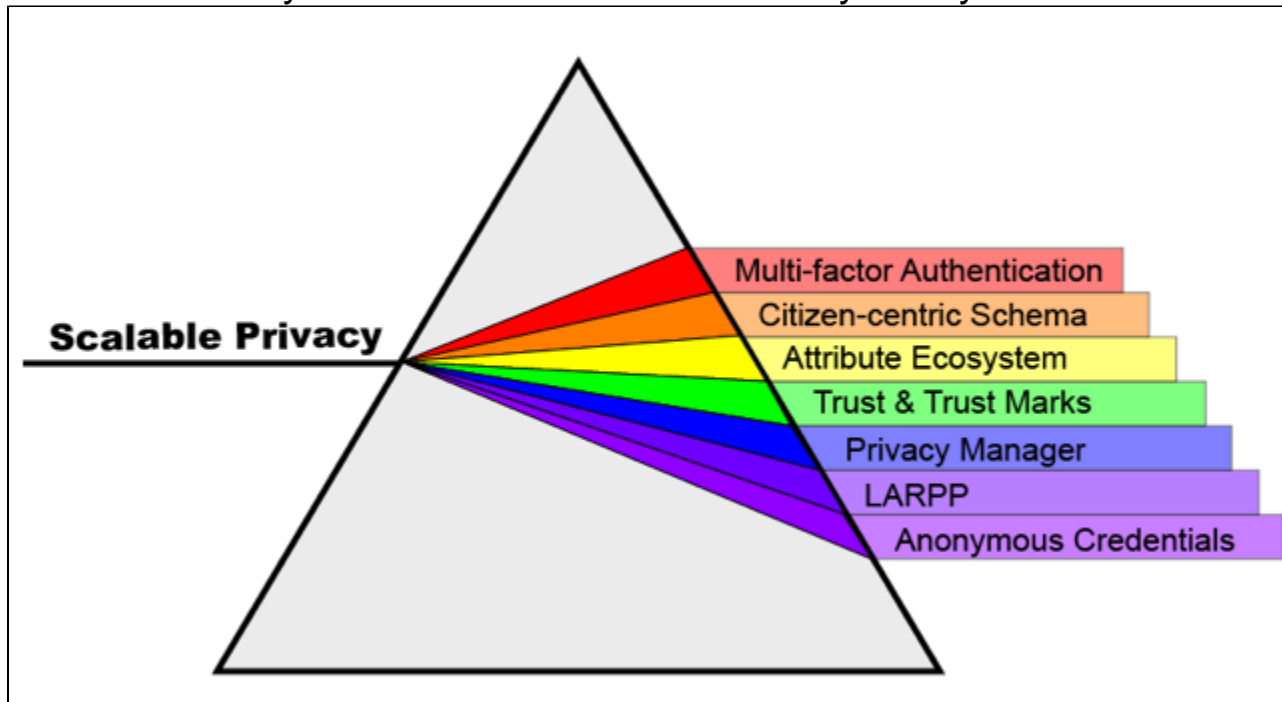 Scalable Privacy
Multi-factor Authentication
Citizen-centric Schema
Attribute Ecosystem
Trust & Trust Marks
Privacy Manager
LARPP
Anonymous Credentials